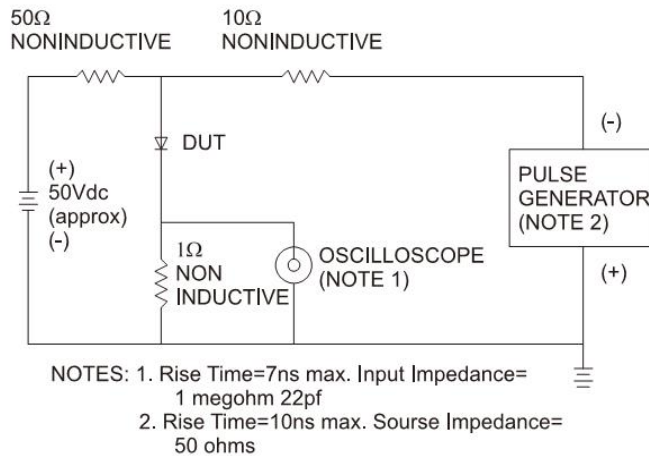 50Ω
NONINDUCTIVE
10Ω
NONINDUCTIVE
DUT
(+)
50Vdc
(approx)
(-)
1Ω
NON
INDUCTIVE
OSCILLOSCOPE
(NOTE 1)
(-)
PULSE
GENERATOR
(NOTE 2)
(+)
NOTES: 1. Rise Time=7ns max. Input Impedance=
1 megohm 22pf
2. Rise Time=10ns max. Sourse Impedance=
50 ohms